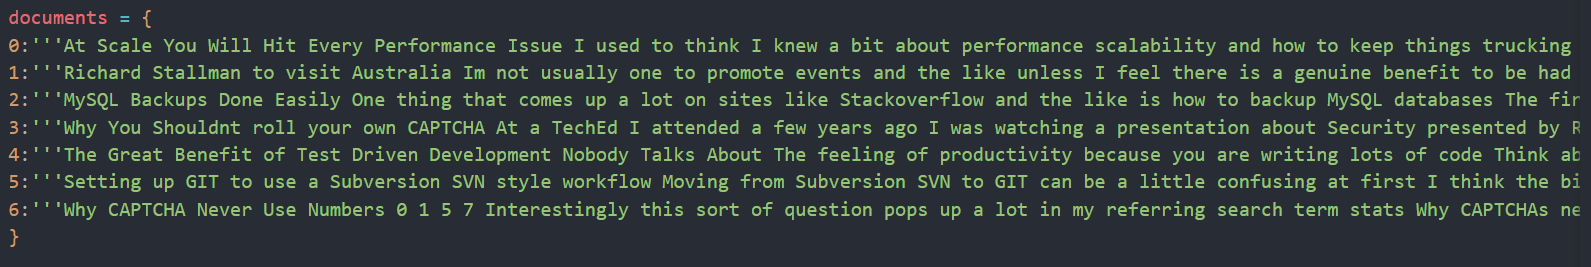 documents = {
0:'''At Scale You Will Hit Every Performance Issue I used to think I knew a bit about performance scalability and how to keep things trucking
1:'''Richard Stallman to visit Australia Im not usually one to promote events and the like unless I feel there is a genuine benefit to be had
2:'''MySQL Backups Done Easily One thing that comes up a lot on sites like Stackoverflow and the like is how to backup MySQL databases The
3:'''Why You Shouldnt roll your own CAPTCHA At a TechEd I attended a few years ago I was watching a presentation about Security presented by
4:'''The Great Benefit of Test Driven Development Nobody Talks About The feeling of productivity because you are writing lots of code Think
5:'''Setting up GIT to use a Subversion SVN style workflow Moving from Subversion SVN to GIT can be a little confusing at first I think the
6:'''Why CAPTCHA Never Use Numbers 0 1 5 7 Interestingly this sort of question pops up a lot in my referring search term stats Why CAPTCHAs
}